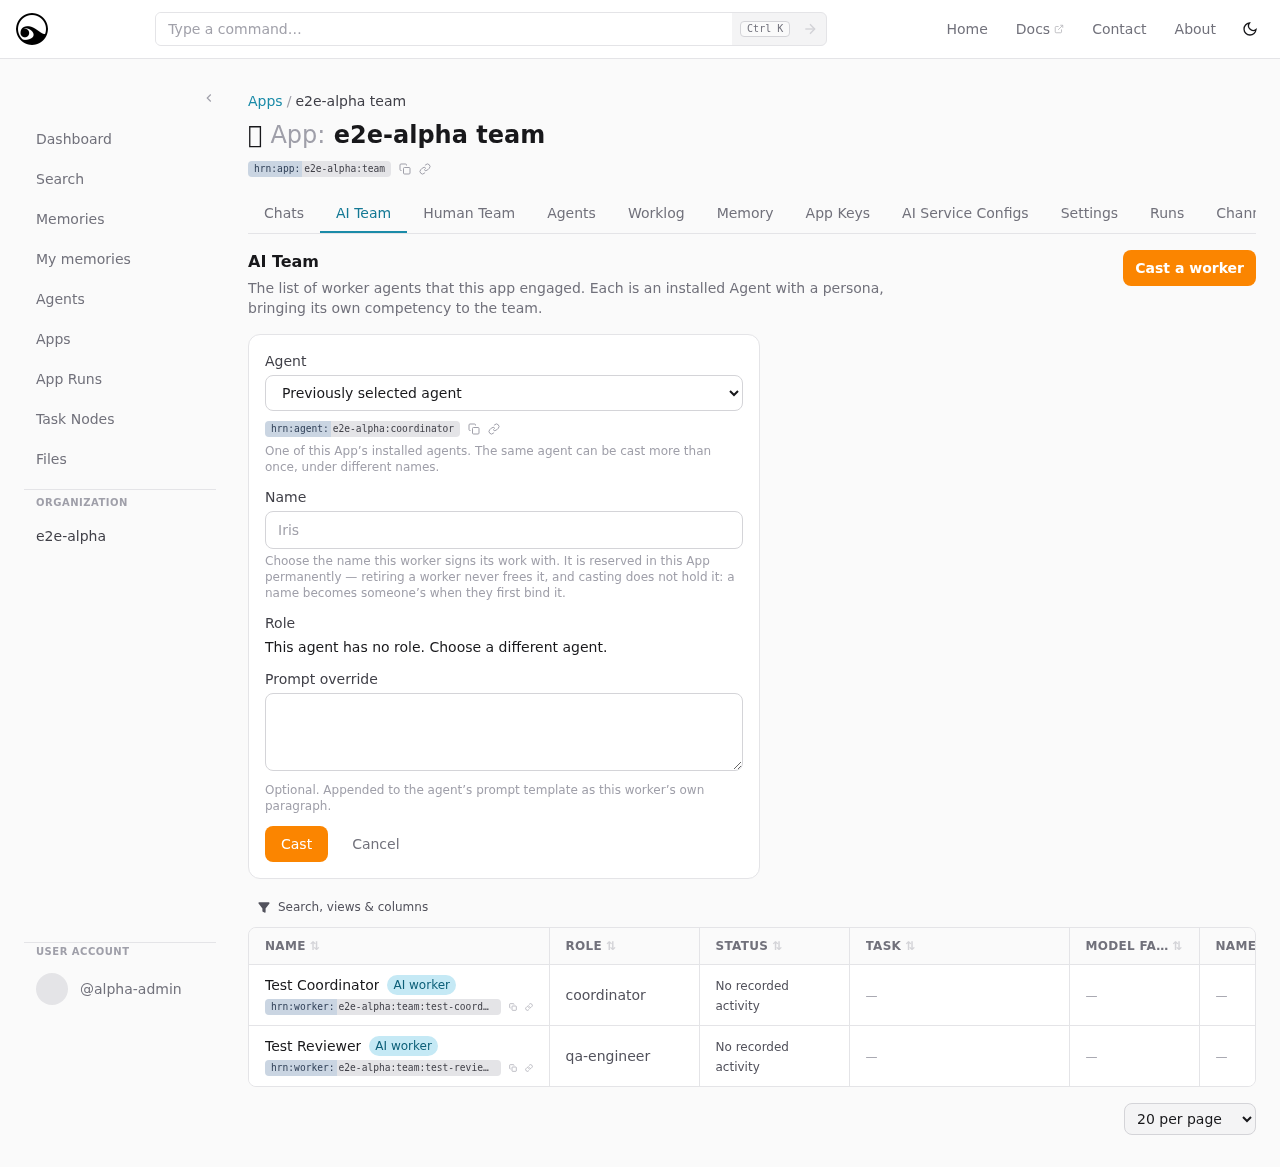 Type a command...
Ctrl K
Home
Docs
Contact
About
Apps / e2e-alpha team
App: e2e-alpha team
hrn:app: e2e-alpha:team
Dashboard
Search
Memories
My memories
Agents
Apps
App Runs
Task Nodes
Files
ORGANIZATION
e2e-alpha
USER ACCOUNT
@alpha-admin
Chats
AI Team
Human Team
Agents
Worklog
Memory
App Keys
AI Service Configs
Settings
Runs
AI Team
Cast a worker
The list of worker agents that this app engaged. Each is an installed Agent with a persona,
bringing its own competency to the team.
Agent
Previously selected agent
hrn:agent: e2e-alpha:coordinator
One of this App’s installed agents. The same agent can be cast more than
once, under different names.
Name
Iris
Choose the name this worker signs its work with. It is reserved in this App
permanently — retiring a worker never frees it, and casting does not hold it: a
name becomes someone’s when they first bind it.
Role
This agent has no role. Choose a different agent.
Prompt override
Optional. Appended to the agent’s prompt template as this worker’s own
paragraph.
Cast
Cancel
Search, views & columns
NAME
ROLE
STATUS
TASK
MODEL FA...
NAME
Test Coordinator
AI worker
hrn:worker: e2e-alpha:team:test-coord…
coordinator
No recorded
activity
—
—
—
Test Reviewer
AI worker
hrn:worker: e2e-alpha:team:test-revie…
qa-engineer
No recorded
activity
—
—
—
20 per page